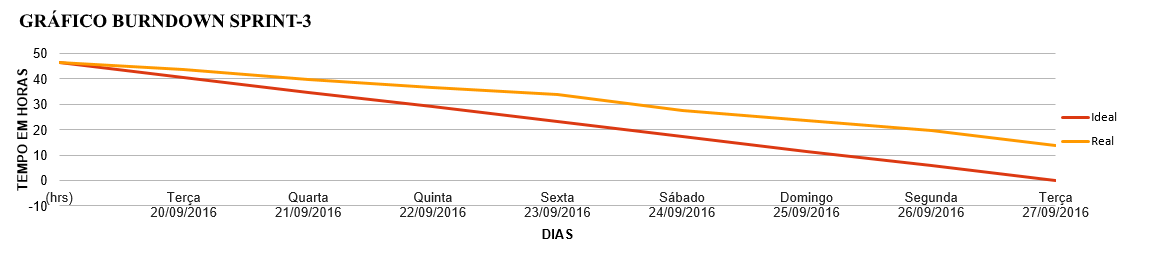 GRÁFICO BURNDOWN SPRINT-3
TEMPO EM HORAS
50
40
30
20
10
0
-10
(hrs)
Terça
20/09/2016
Quarta
21/09/2016
Quinta
22/09/2016
Sexta
23/09/2016
Sábado
24/09/2016
Domingo
25/09/2016
Segunda
26/09/2016
Terça
27/09/2016
DIAS
Ideal
Real